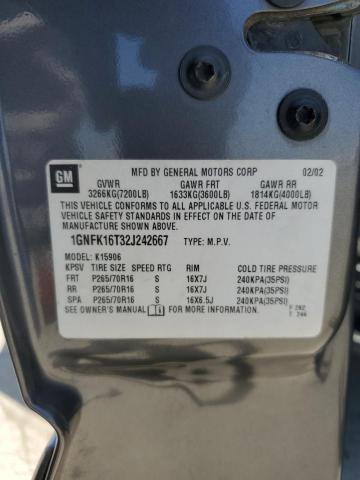 GM
MFD BY GENERAL MOTORS CORP 02/02
GVWR GAWR FRT GAWR RR
3266KG(7200LB) 1633KG(3600LB) 1814KG(4000LB)
THIS VEHICLE CONFORMS TO ALL APPLICABLE U.S. FEDERAL MOTOR
VEHICLE SAFETY STANDARDS IN EFFECT ON THE DATE OF
MANUFACTURE SHOWN ABOVE.
1GNFK16T32J242667 TYPE: M.P.V.
MODEL: K15906
KPSV TIRE SIZE SPEED RTG RIM COLD TIRE PRESSURE
FRT P265/70R16 S 16X7J 240KPA(35PSI)
RR P265/70R16 S 16X7J 240KPA(35PSI)
SPA P265/70R16 S 16X6.5J 240KPA(35PSI)
SEE OWNER'S MANUAL FOR MORE INFORMATION.